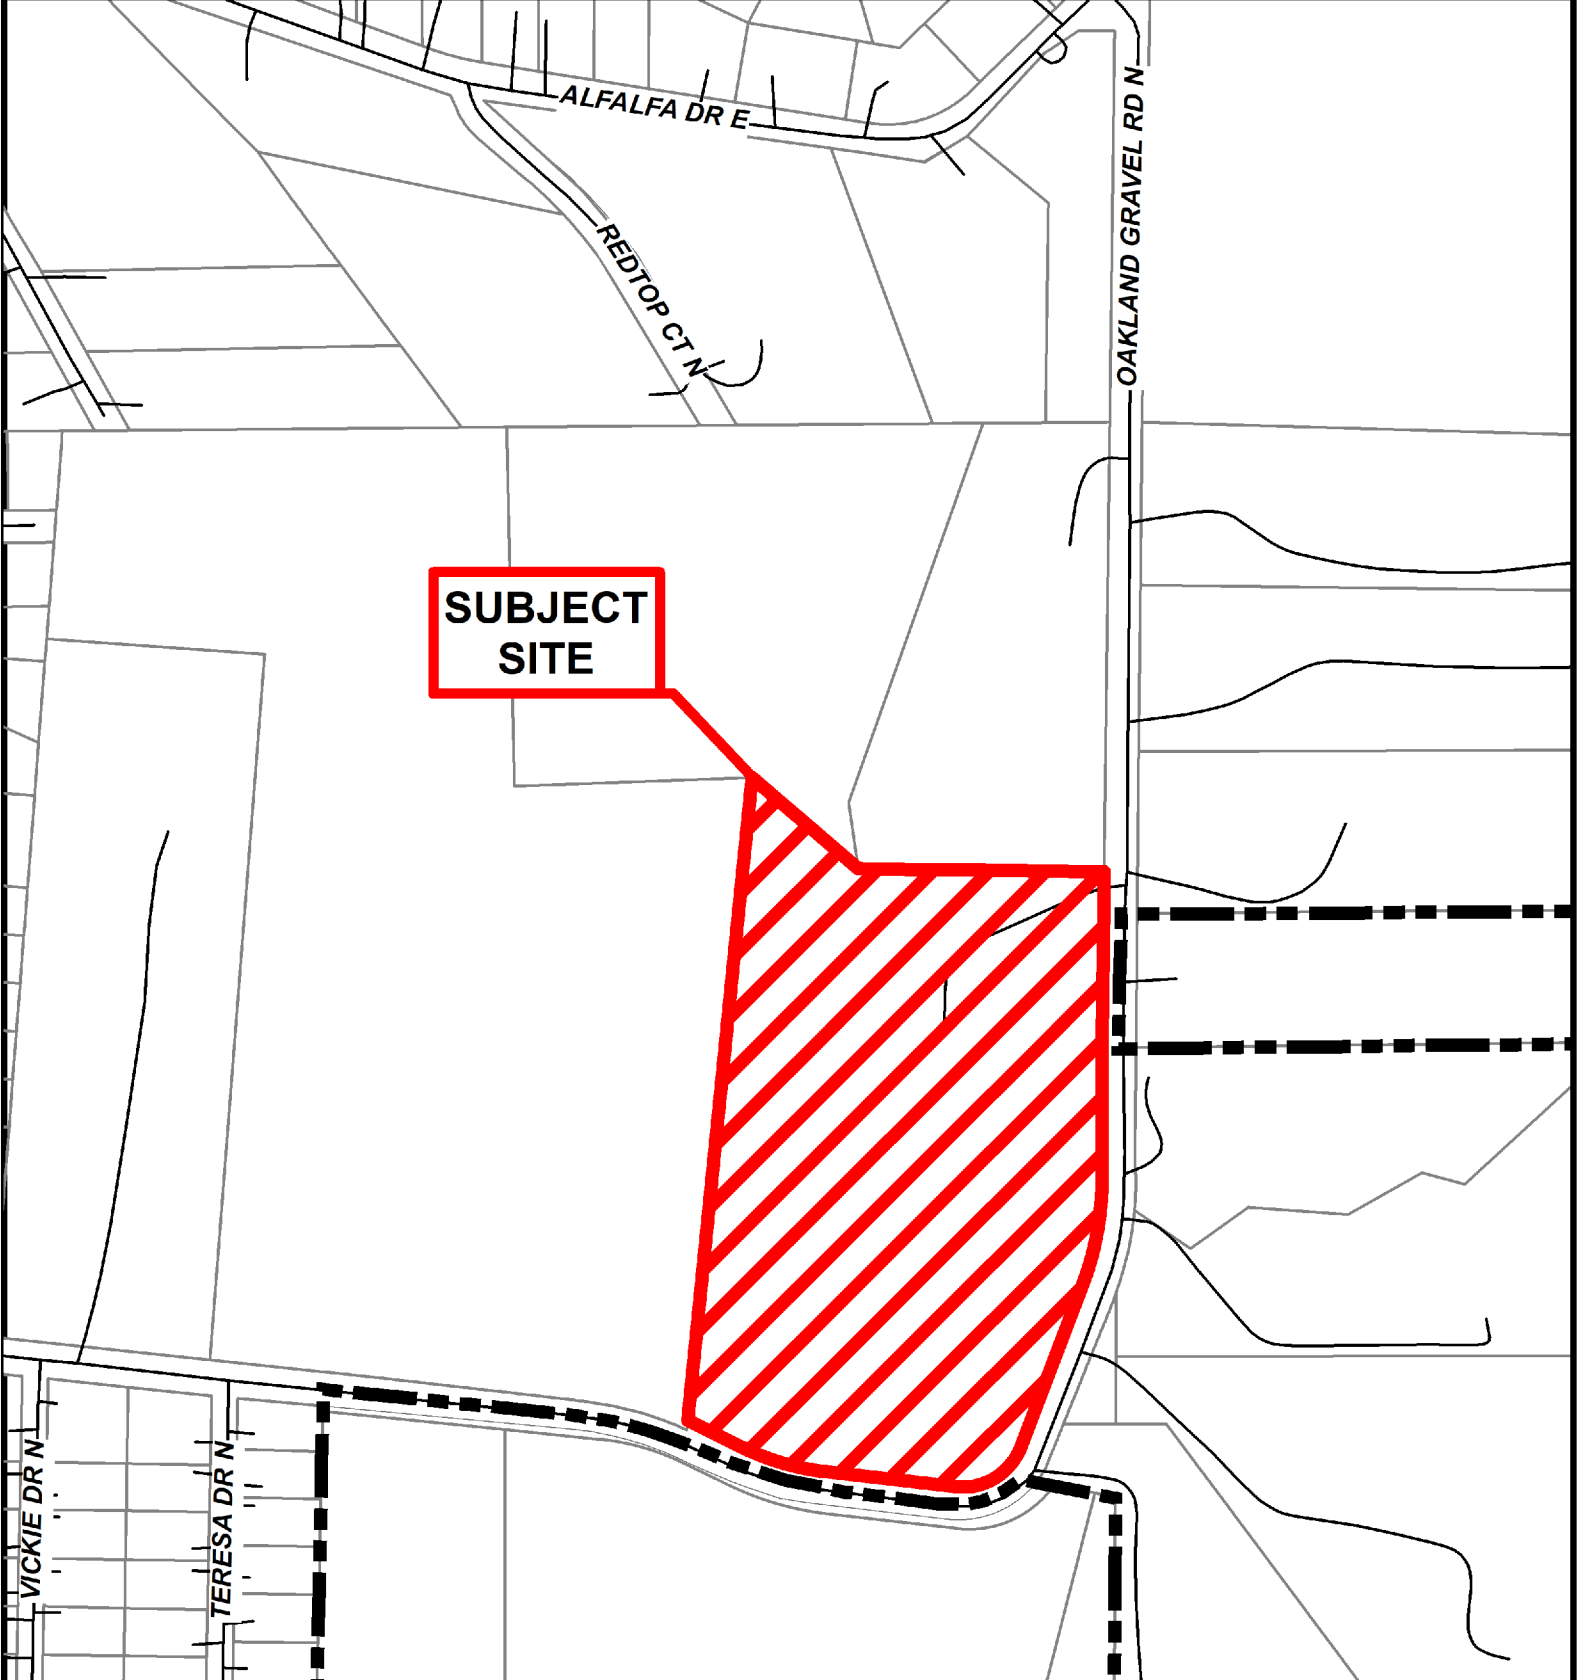 ALFALFA DR E
OAKLAND GRAVEL RD N
REDTOP CT N
SUBJECT
SITE
VICKIE DR N
TERESA DR N